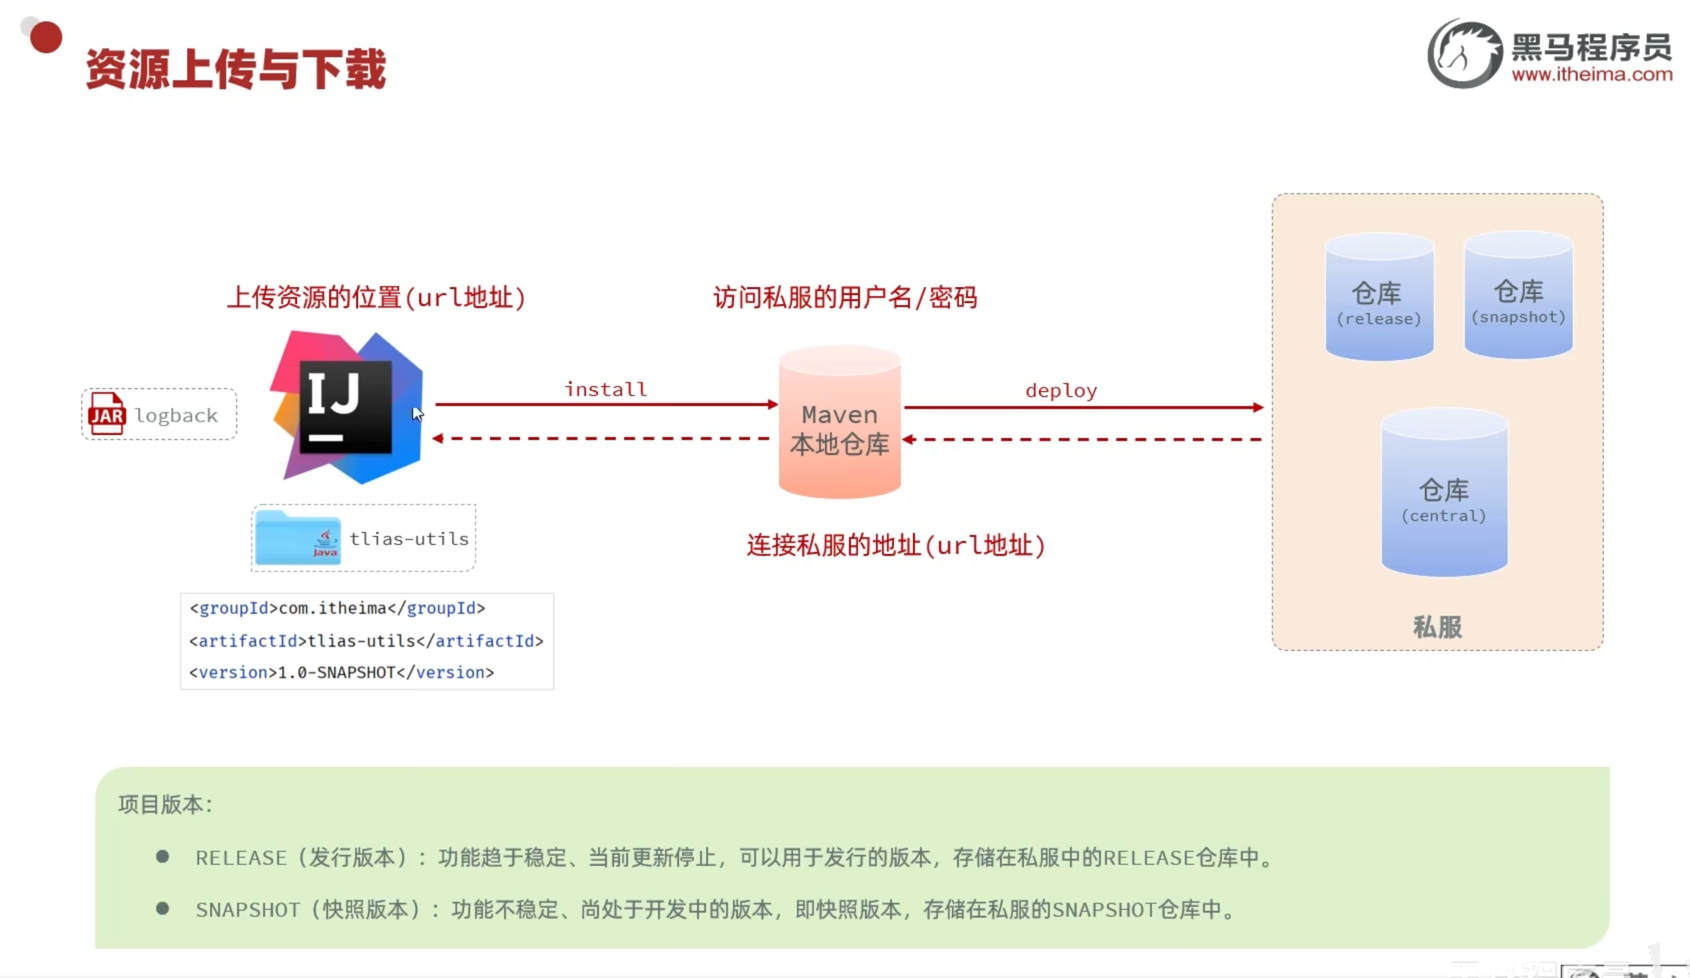 资源上传与下载
黑马程序员
www.itheima.com
上传资源的位置(url地址)
访问私服的用户名/密码
仓库
(release)
仓库
(snapshot)
JAR logback
IJ
install
Maven
本地仓库
deploy
仓库
(central)
Java
tlias-utils
连接私服的地址(url地址)
<groupId>com.itheima</groupId>
<artifactId>tlias-utils</artifactId>
<version>1.0-SNAPSHOT</version>
私服
项目版本：
RELEASE（发行版本）：功能趋于稳定、当前更新停止，可以用于发行的版本，存储在私服中的RELEASE仓库中。
SNAPSHOT（快照版本）：功能不稳定、尚处于开发中的版本，即快照版本，存储在私服的SNAPSHOT仓库中。